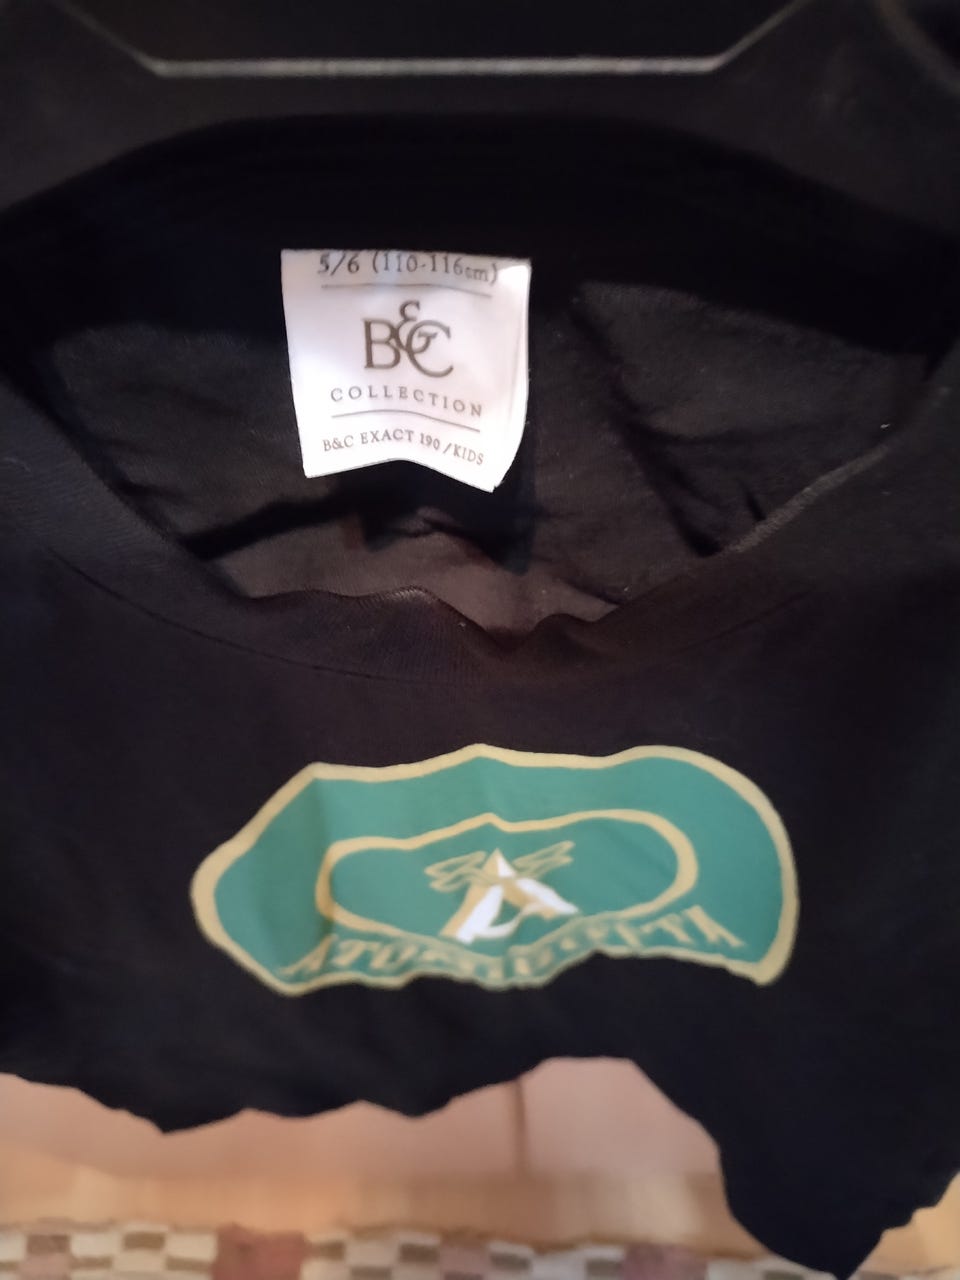 5/6 (110-116cm)
B&C
COLLECTION
B&C EXACT 190/KIDS